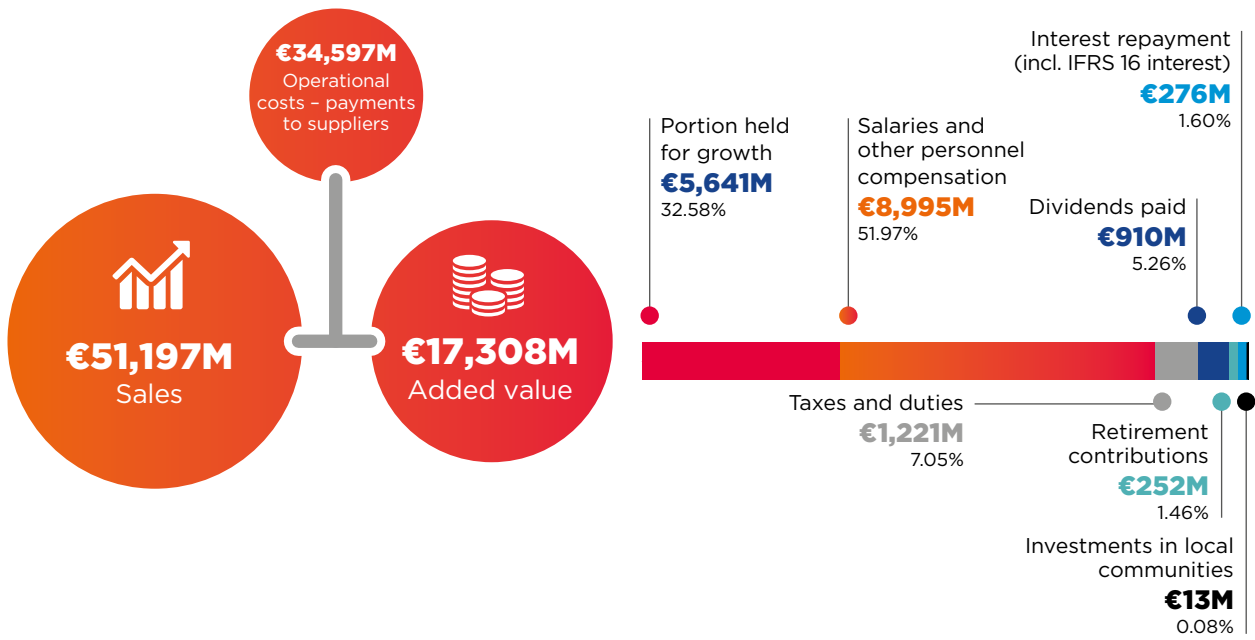 €34,597M
Operational
costs – payments
to suppliers
€51,197M
Sales
€17,308M
Added value
Portion held
for growth
€5,641M
32.58%
Salaries and
other personnel
compensation
€8,995M
51.97%
Interest repayment
(incl. IFRS 16 interest)
€276M
1.60%
Dividends paid
€910M
5.26%
Taxes and duties
€1,221M
7.05%
Retirement
contributions
€252M
1.46%
Investments in local
communities
€13M
0.08%